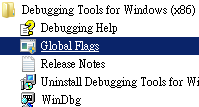 Debugging Tools for Windows (x86)
Debugging Help
Global Flags
Release Notes
Uninstall Debugging Tools for Wi
WinDbg